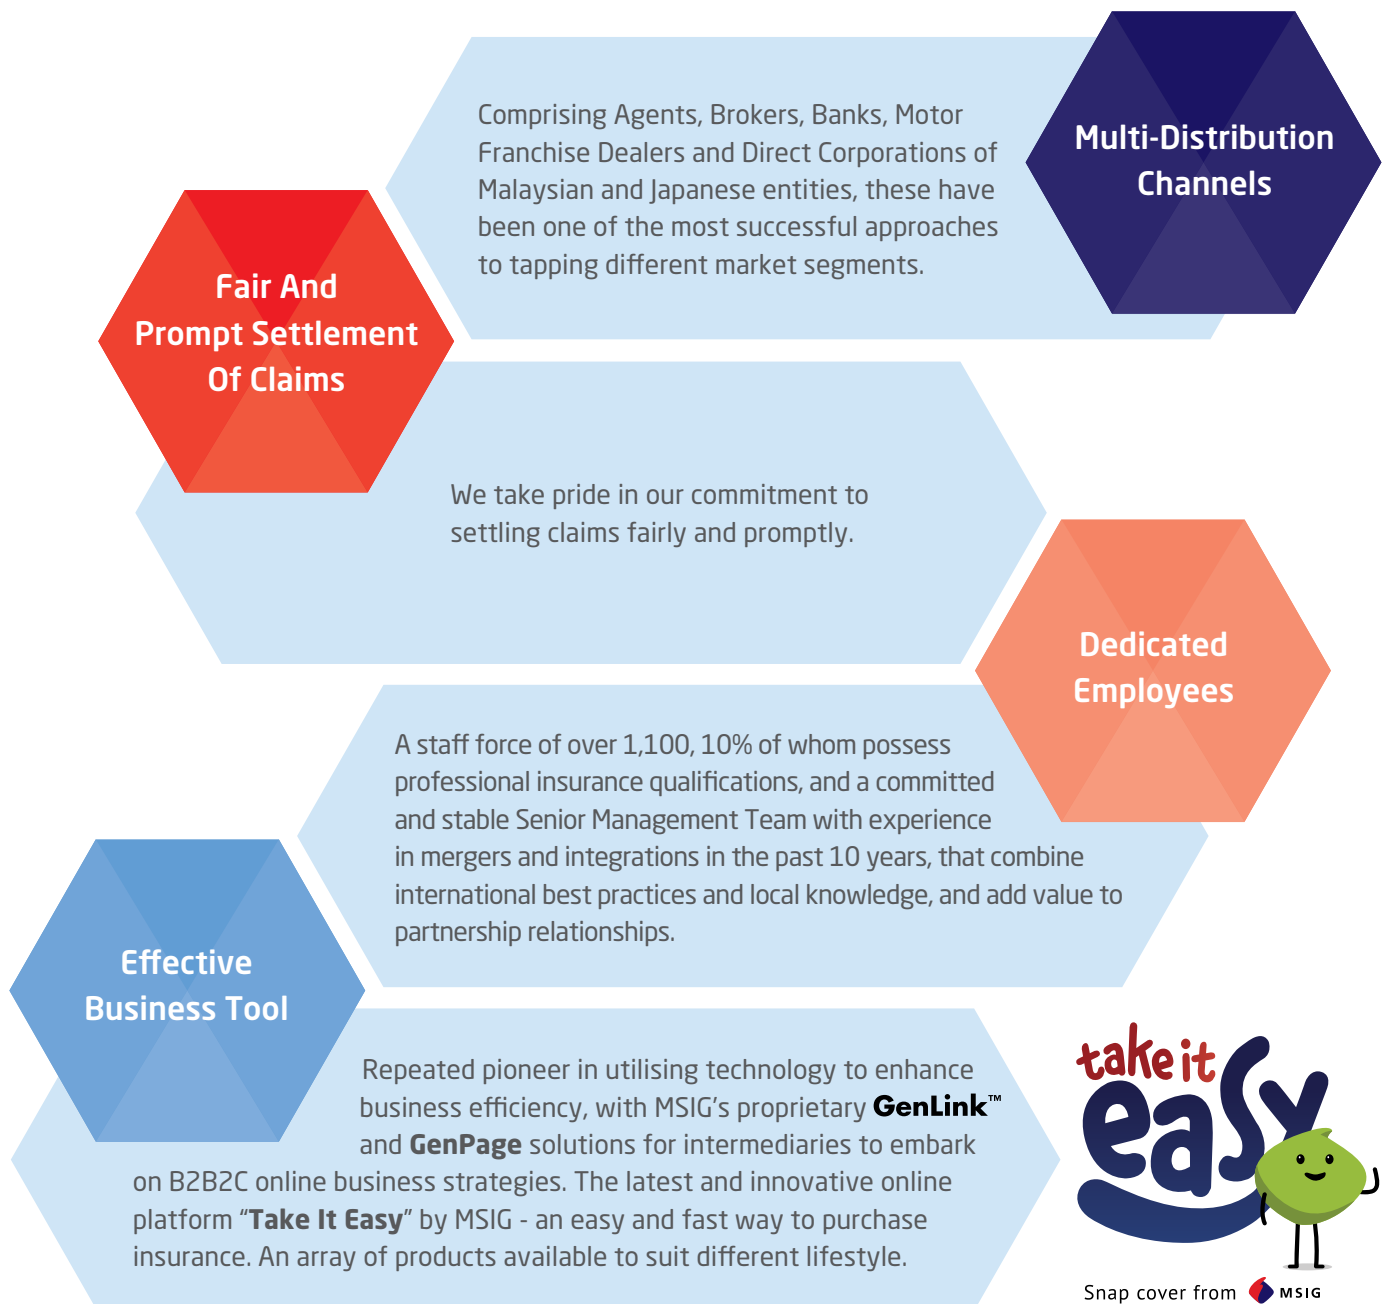 Multi-Distribution
Channels
Comprising Agents, Brokers, Banks, Motor
Franchise Dealers and Direct Corporations of
Malaysian and Japanese entities, these have
been one of the most successful approaches
to tapping different market segments.
Fair And
Prompt Settlement
Of Claims
We take pride in our commitment to
settling claims fairly and promptly.
Dedicated
Employees
A staff force of over 1,100, 10% of whom possess
professional insurance qualifications, and a committed
and stable Senior Management Team with experience
in mergers and integrations in the past 10 years, that combine
international best practices and local knowledge, and add value to
partnership relationships.
Effective
Business Tool
Repeated pioneer in utilising technology to enhance
business efficiency, with MSIG's proprietary GenLink™
and GenPage solutions for intermediaries to embark
on B2B2C online business strategies. The latest and innovative online
platform “Take It Easy” by MSIG - an easy and fast way to purchase
insurance. An array of products available to suit different lifestyle.
take it
easy
Snap cover from MSIG